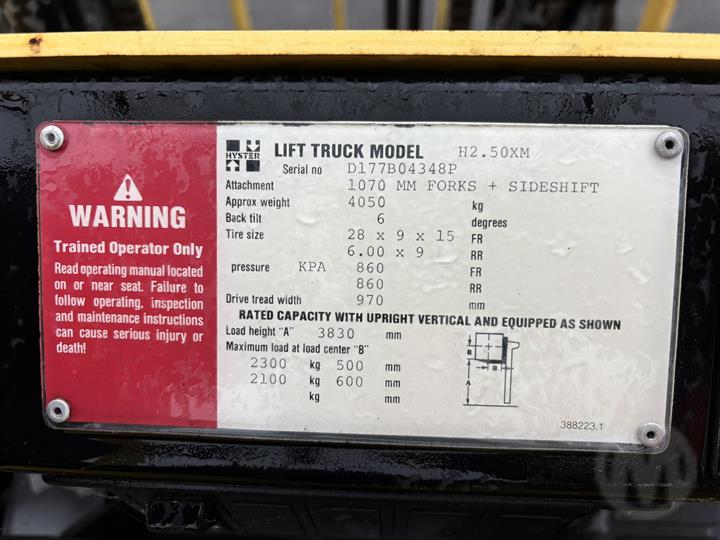 WARNING
Trained Operator Only
Read operating manual located
on or near seat. Failure to
follow operating, inspection
and maintenance instructions
can cause serious injury or
death!
HYSTER LIFT TRUCK MODEL H2.50XM
Serial no D177B04348P
Attachment 1070 MM FORKS + SIDESHIFT
Approx weight 4050 kg
Back tilt 6 degrees
Tire size 28 x 9 x 15 FR
6.00 x 9 RR
pressure KPA 860 FR
860 RR
Drive tread width 970 mm
RATED CAPACITY WITH UPRIGHT VERTICAL AND EQUIPPED AS SHOWN
Load height "A" 3830 mm
Maximum load at load center "B"
2300 kg 500 mm
2100 kg 600 mm
kg mm
B
B
A
388223.1
M